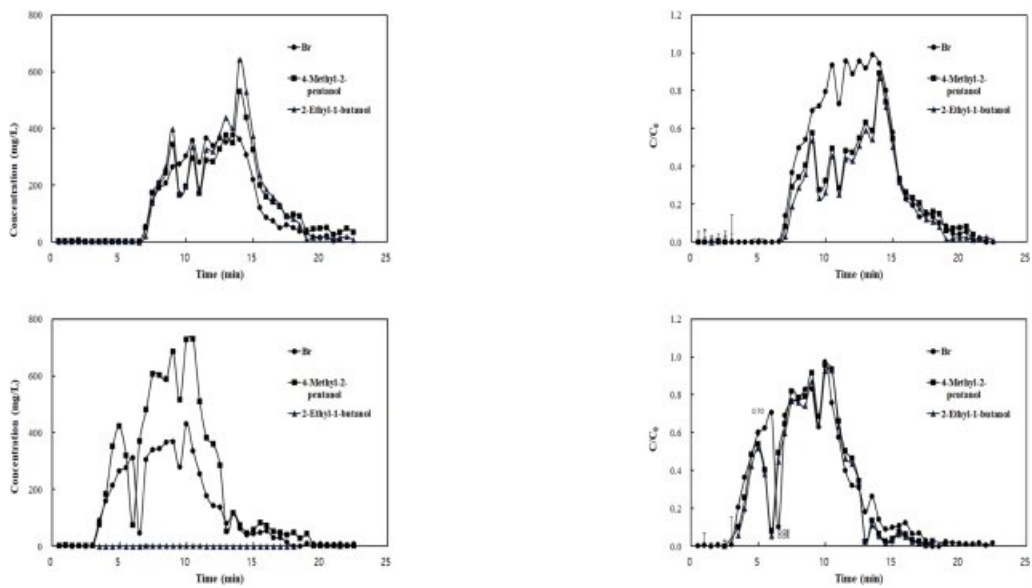 800
600
400
200
0
Concentration (mg/L)
0 5 10 15 20 25
Time (min)
Br
4-Methyl-2-
pentanol
2-Ethyl-1-butanol
1.2
1.0
0.8
0.6
0.4
0.2
0.0
C/C0
0 5 10 15 20 25
Time (min)
Br
4-Methyl-2-
pentanol
2-Ethyl-1-butanol
800
600
400
200
0
Concentration (mg/L)
0 5 10 15 20 25
Time (min)
Br
4-Methyl-2-
pentanol
2-Ethyl-1-butanol
1.2
1.0
0.8
0.6
0.4
0.2
0.0
C/C0
0 5 10 15 20 25
Time (min)
Br
4-Methyl-2-
pentanol
2-Ethyl-1-butanol
0.70